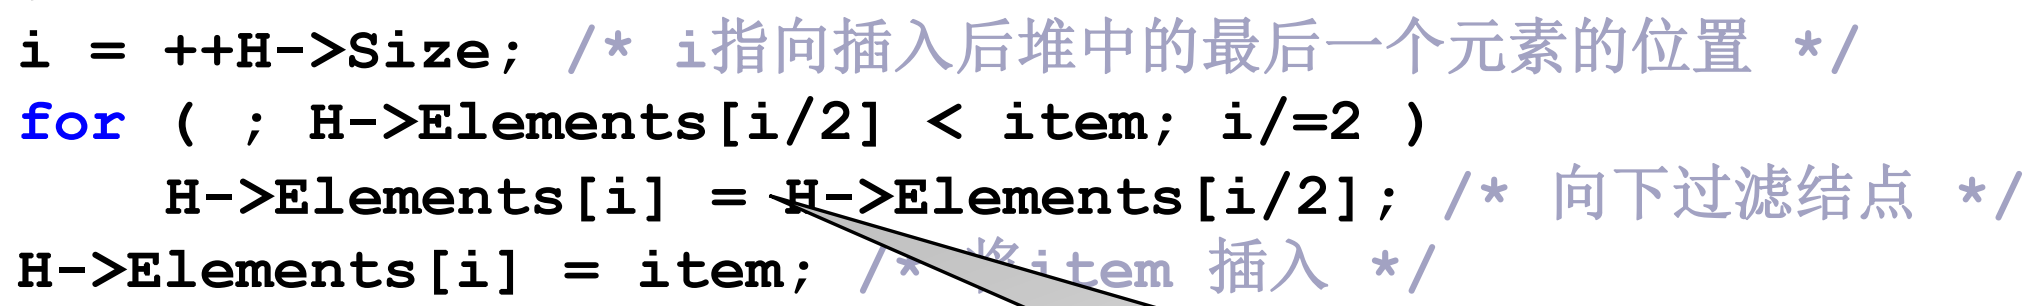 i = ++H->Size; /* i指向插入后堆中的最后一个元素的位置 */
for ( ; H->Elements[i/2] < item; i/=2 )
H->Elements[i] = H->Elements[i/2]; /* 向下过滤结点 */
H->Elements[i] = item; /* 将item 插入 */